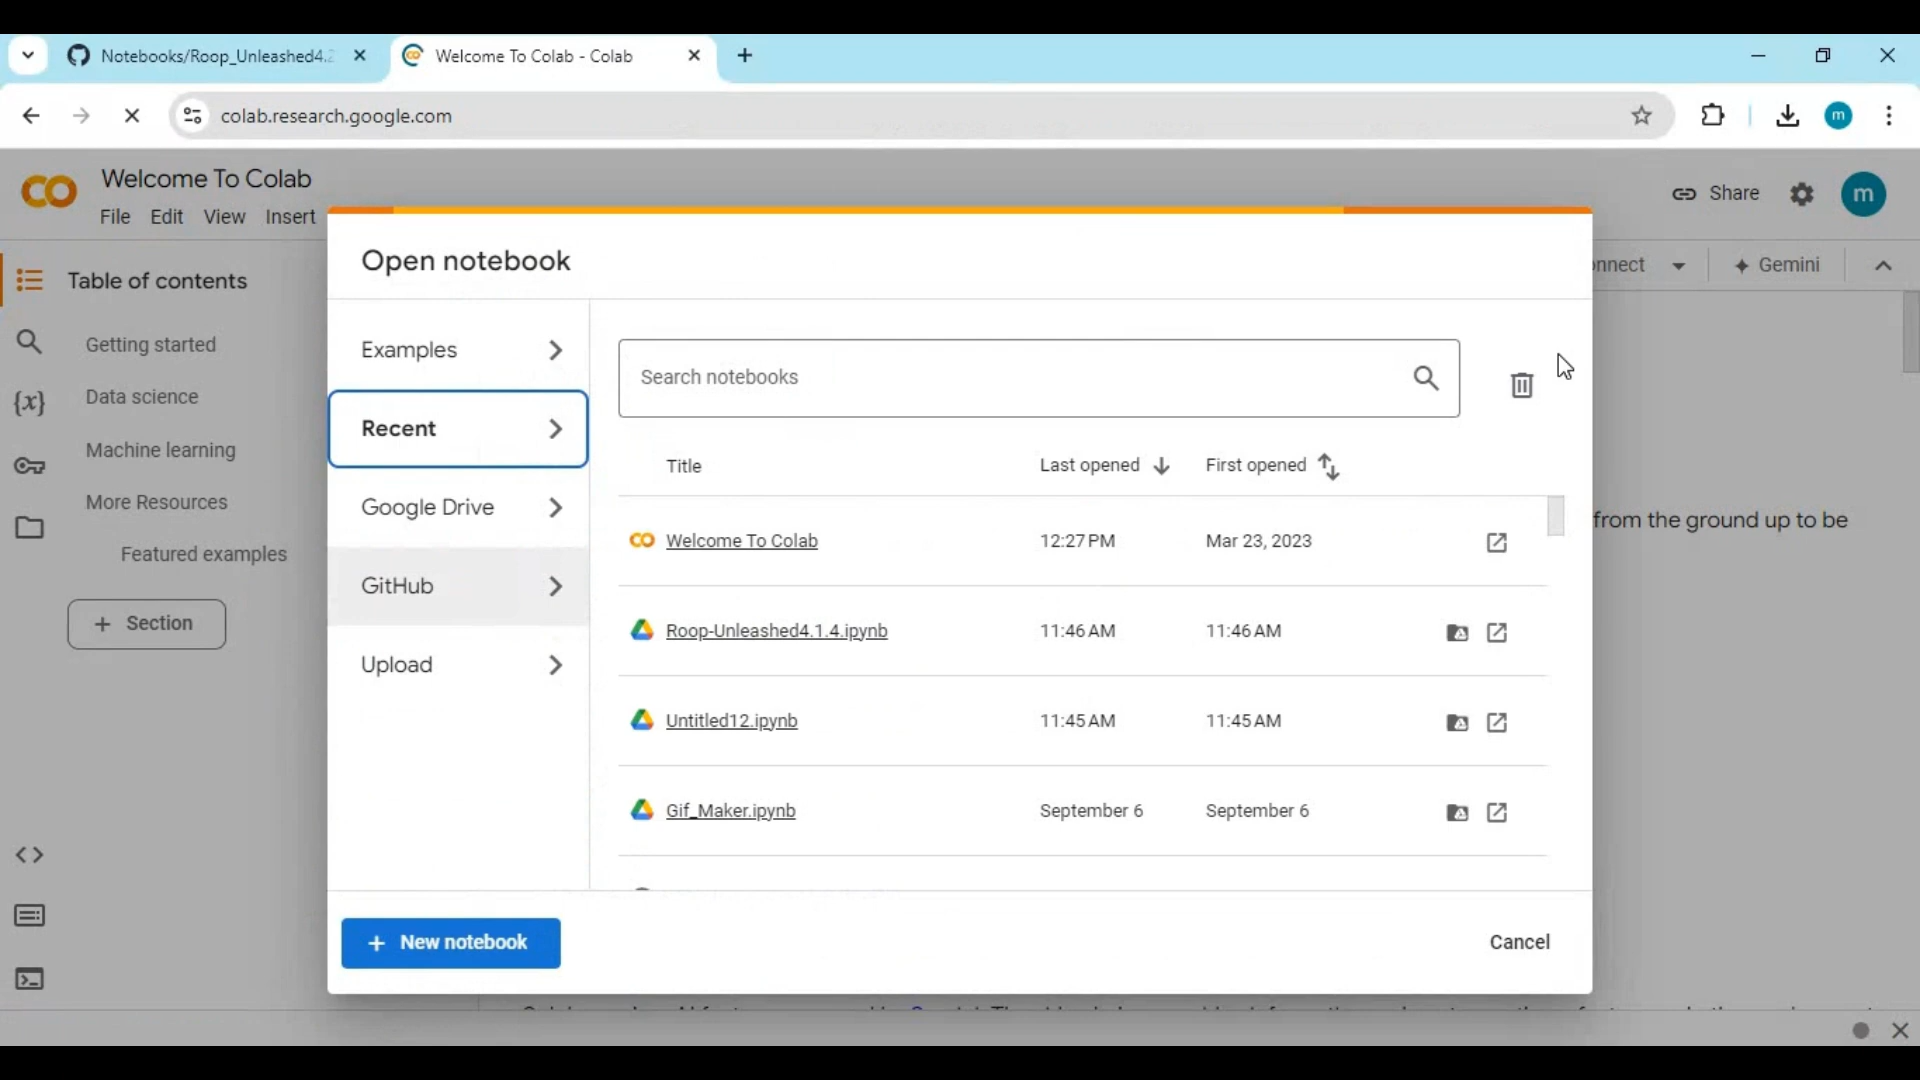 Notebooks/Roop_Unleashed4.2
Welcome To Colab - Colab
colab.research.google.com
m
Welcome To Colab
File Edit View Insert
Share
m
Open notebook
nnect
Gemini
Table of contents
Getting started
Data science
Machine learning
More Resources
Featured examples
+ Section
Examples
Recent
Google Drive
GitHub
Upload
Search notebooks
Title Last opened First opened
Welcome To Colab 12:27 PM Mar 23, 2023
Roop-Unleashed4.1.4.ipynb 11:46 AM 11:46 AM
Untitled12.ipynb 11:45 AM 11:45 AM
Gif_Maker.ipynb September 6 September 6
from the ground up to be
+ New notebook
Cancel